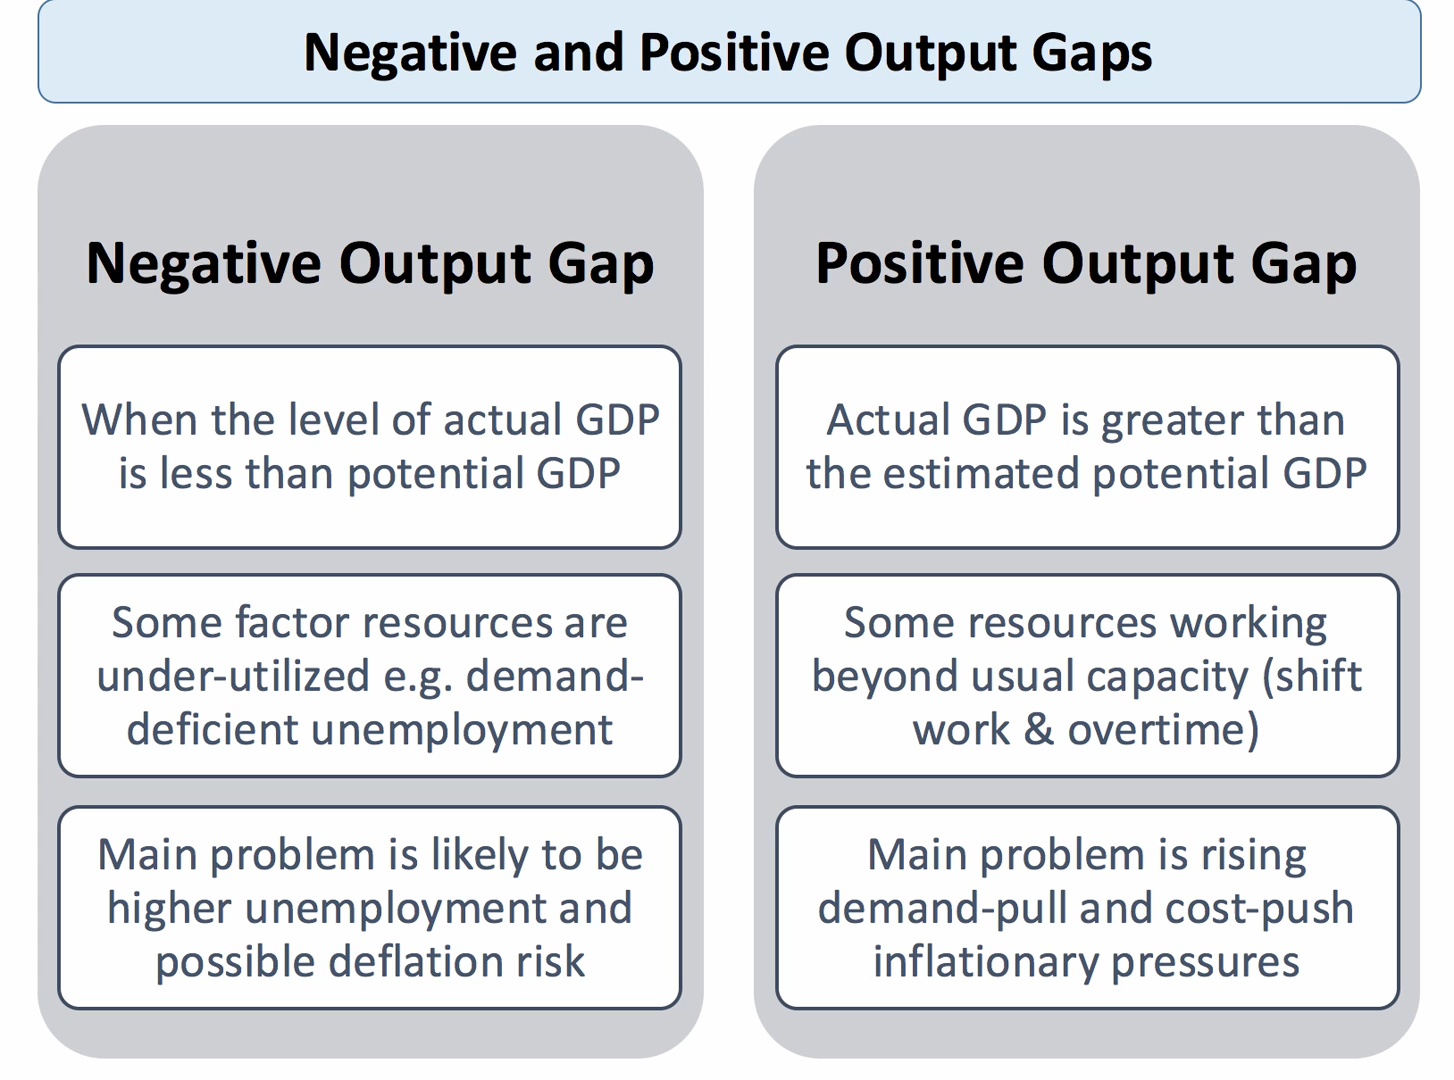 Negative and Positive Output Gaps
Negative Output Gap
When the level of actual GDP
is less than potential GDP
Some factor resources are
under-utilized e.g. demand-
deficient unemployment
Main problem is likely to be
higher unemployment and
possible deflation risk
Positive Output Gap
Actual GDP is greater than
the estimated potential GDP
Some resources working
beyond usual capacity (shift
work & overtime)
Main problem is rising
demand-pull and cost-push
inflationary pressures